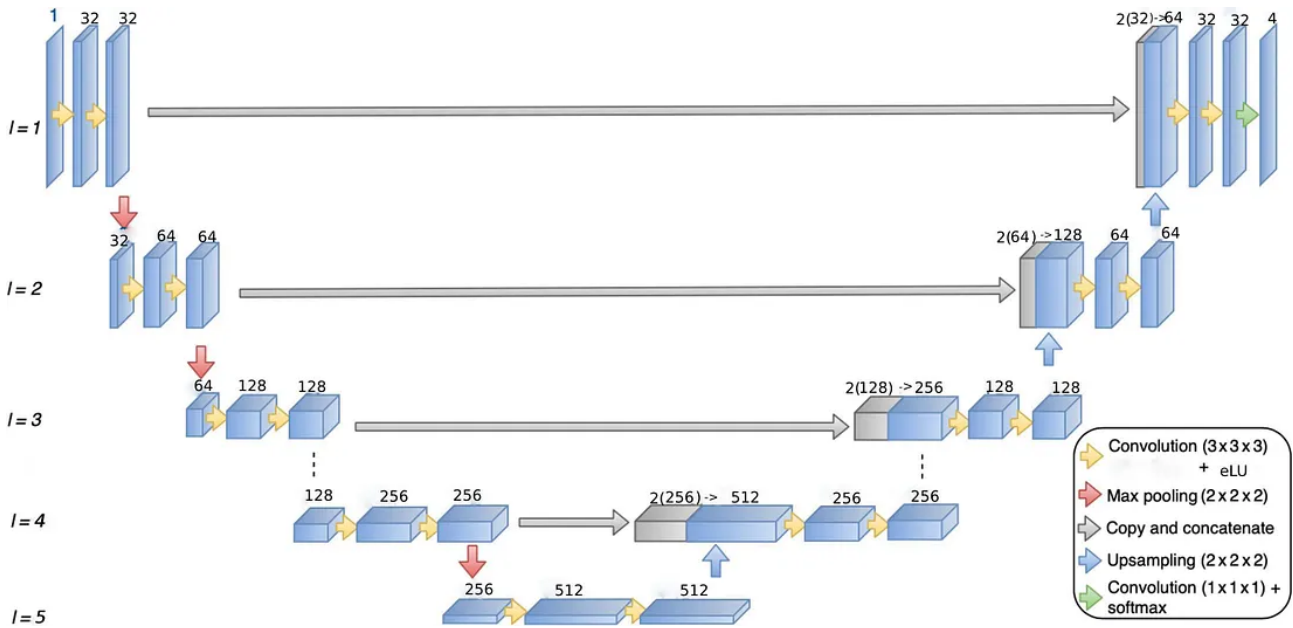 1 32 32 2(32)->64 32 32 4
l = 1
32 64 64 2(64) ->128 64 64
l = 2
64 128 128 2(128) ->256 128 128
l = 3
128 256 256 2(256) -> 512 256 256
l = 4
256 512 512
l = 5
Convolution (3x3x3)
+ eLU
Max pooling (2x2x2)
Copy and concatenate
Upsampling (2x2x2)
Convolution (1x1x1) +
softmax